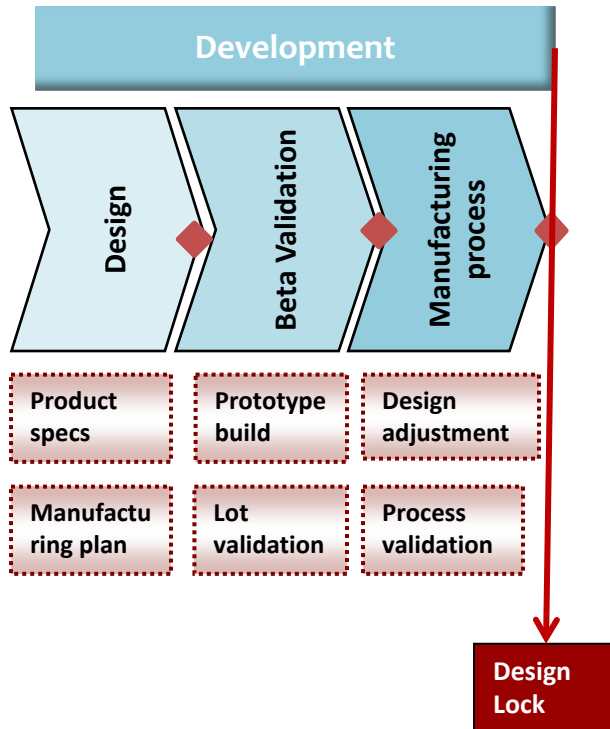 Development
Design
Beta Validation
Manufacturing
process
Product
specs
Prototype
build
Design
adjustment
Manufactu
ring plan
Lot
validation
Process
validation
Design
Lock